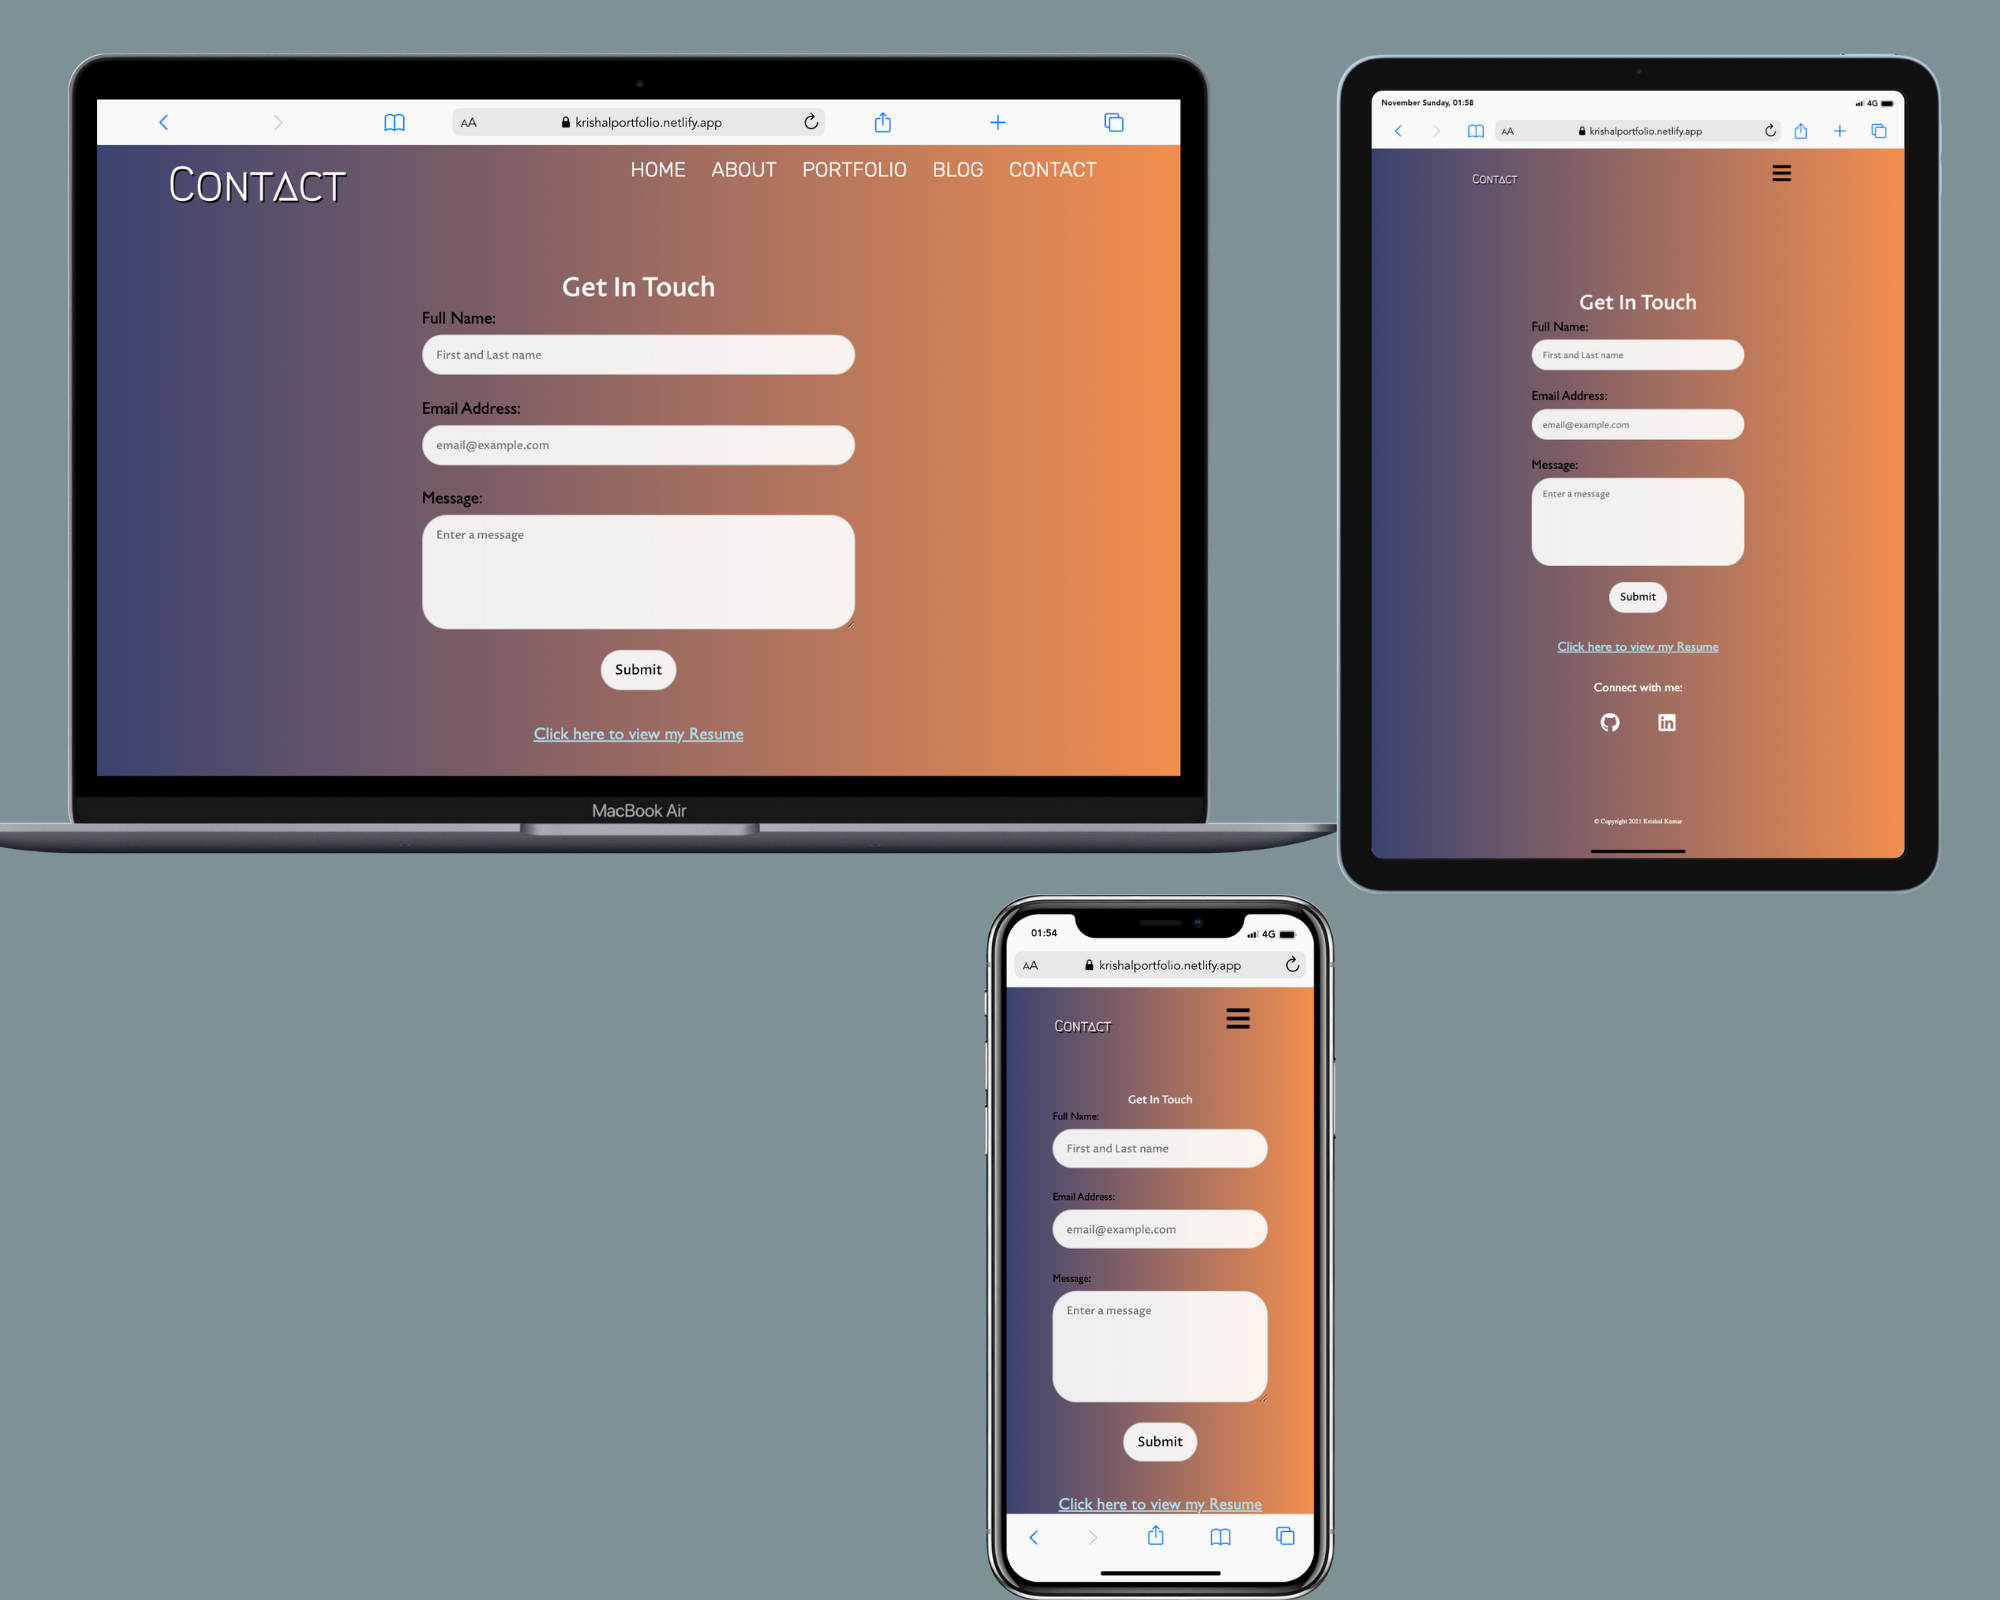 AA krishalportfolio.netlify.app
CONTACT
HOME ABOUT PORTFOLIO BLOG CONTACT
Get In Touch
Full Name:
First and Last name
Email Address:
email@example.com
Message:
Enter a message
Submit
Click here to view my Resume
MacBook Air
November Sunday, 01:58
4G
AA krishalportfolio.netlify.app
CONTACT
Get In Touch
Full Name:
First and Last name
Email Address:
email@example.com
Message:
Enter a message
Submit
Click here to view my Resume
Connect with me:
in
© Copyright 2021 Krishal Kumar
01:54
4G
AA krishalportfolio.netlify.app
CONTACT
Get In Touch
Full Name:
First and Last name
Email Address:
email@example.com
Message:
Enter a message
Submit
Click here to view my Resume